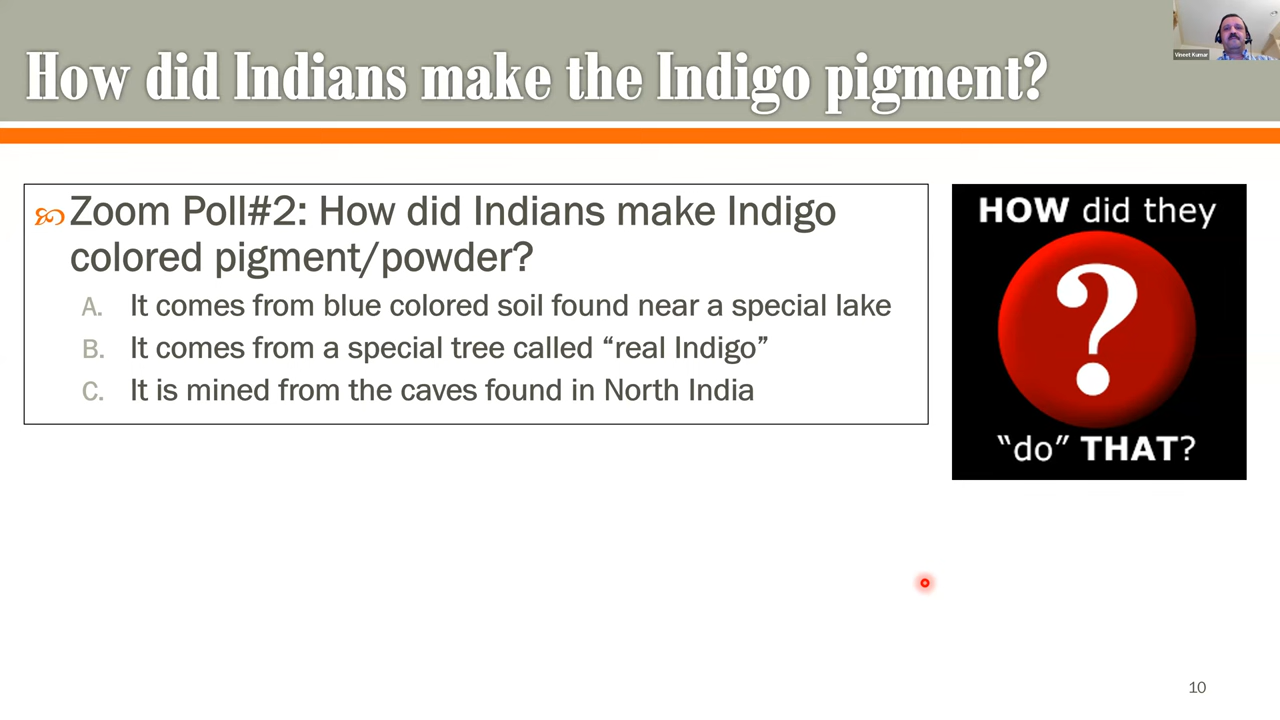 Vineet Kumar
How did Indians make the Indigo pigment?
Zoom Poll#2: How did Indians make Indigo
colored pigment/powder?
A. It comes from blue colored soil found near a special lake
B. It comes from a special tree called “real Indigo”
C. It is mined from the caves found in North India
HOW did they
?
“do” THAT?
10